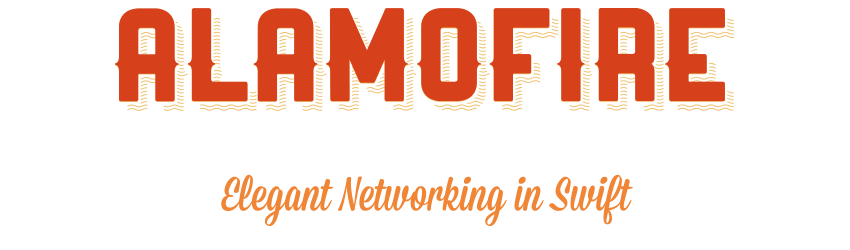 ALAMOFIRE
Elegant Networking in Swift